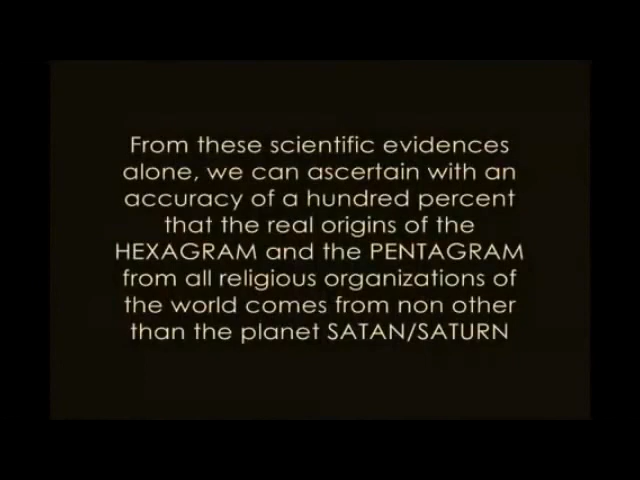 From these scientific evidences
alone, we can ascertain with an
accuracy of a hundred percent
that the real origins of the
HEXAGRAM and the PENTAGRAM
from all religious organizations of
the world comes from non other
than the planet SATAN/SATURN